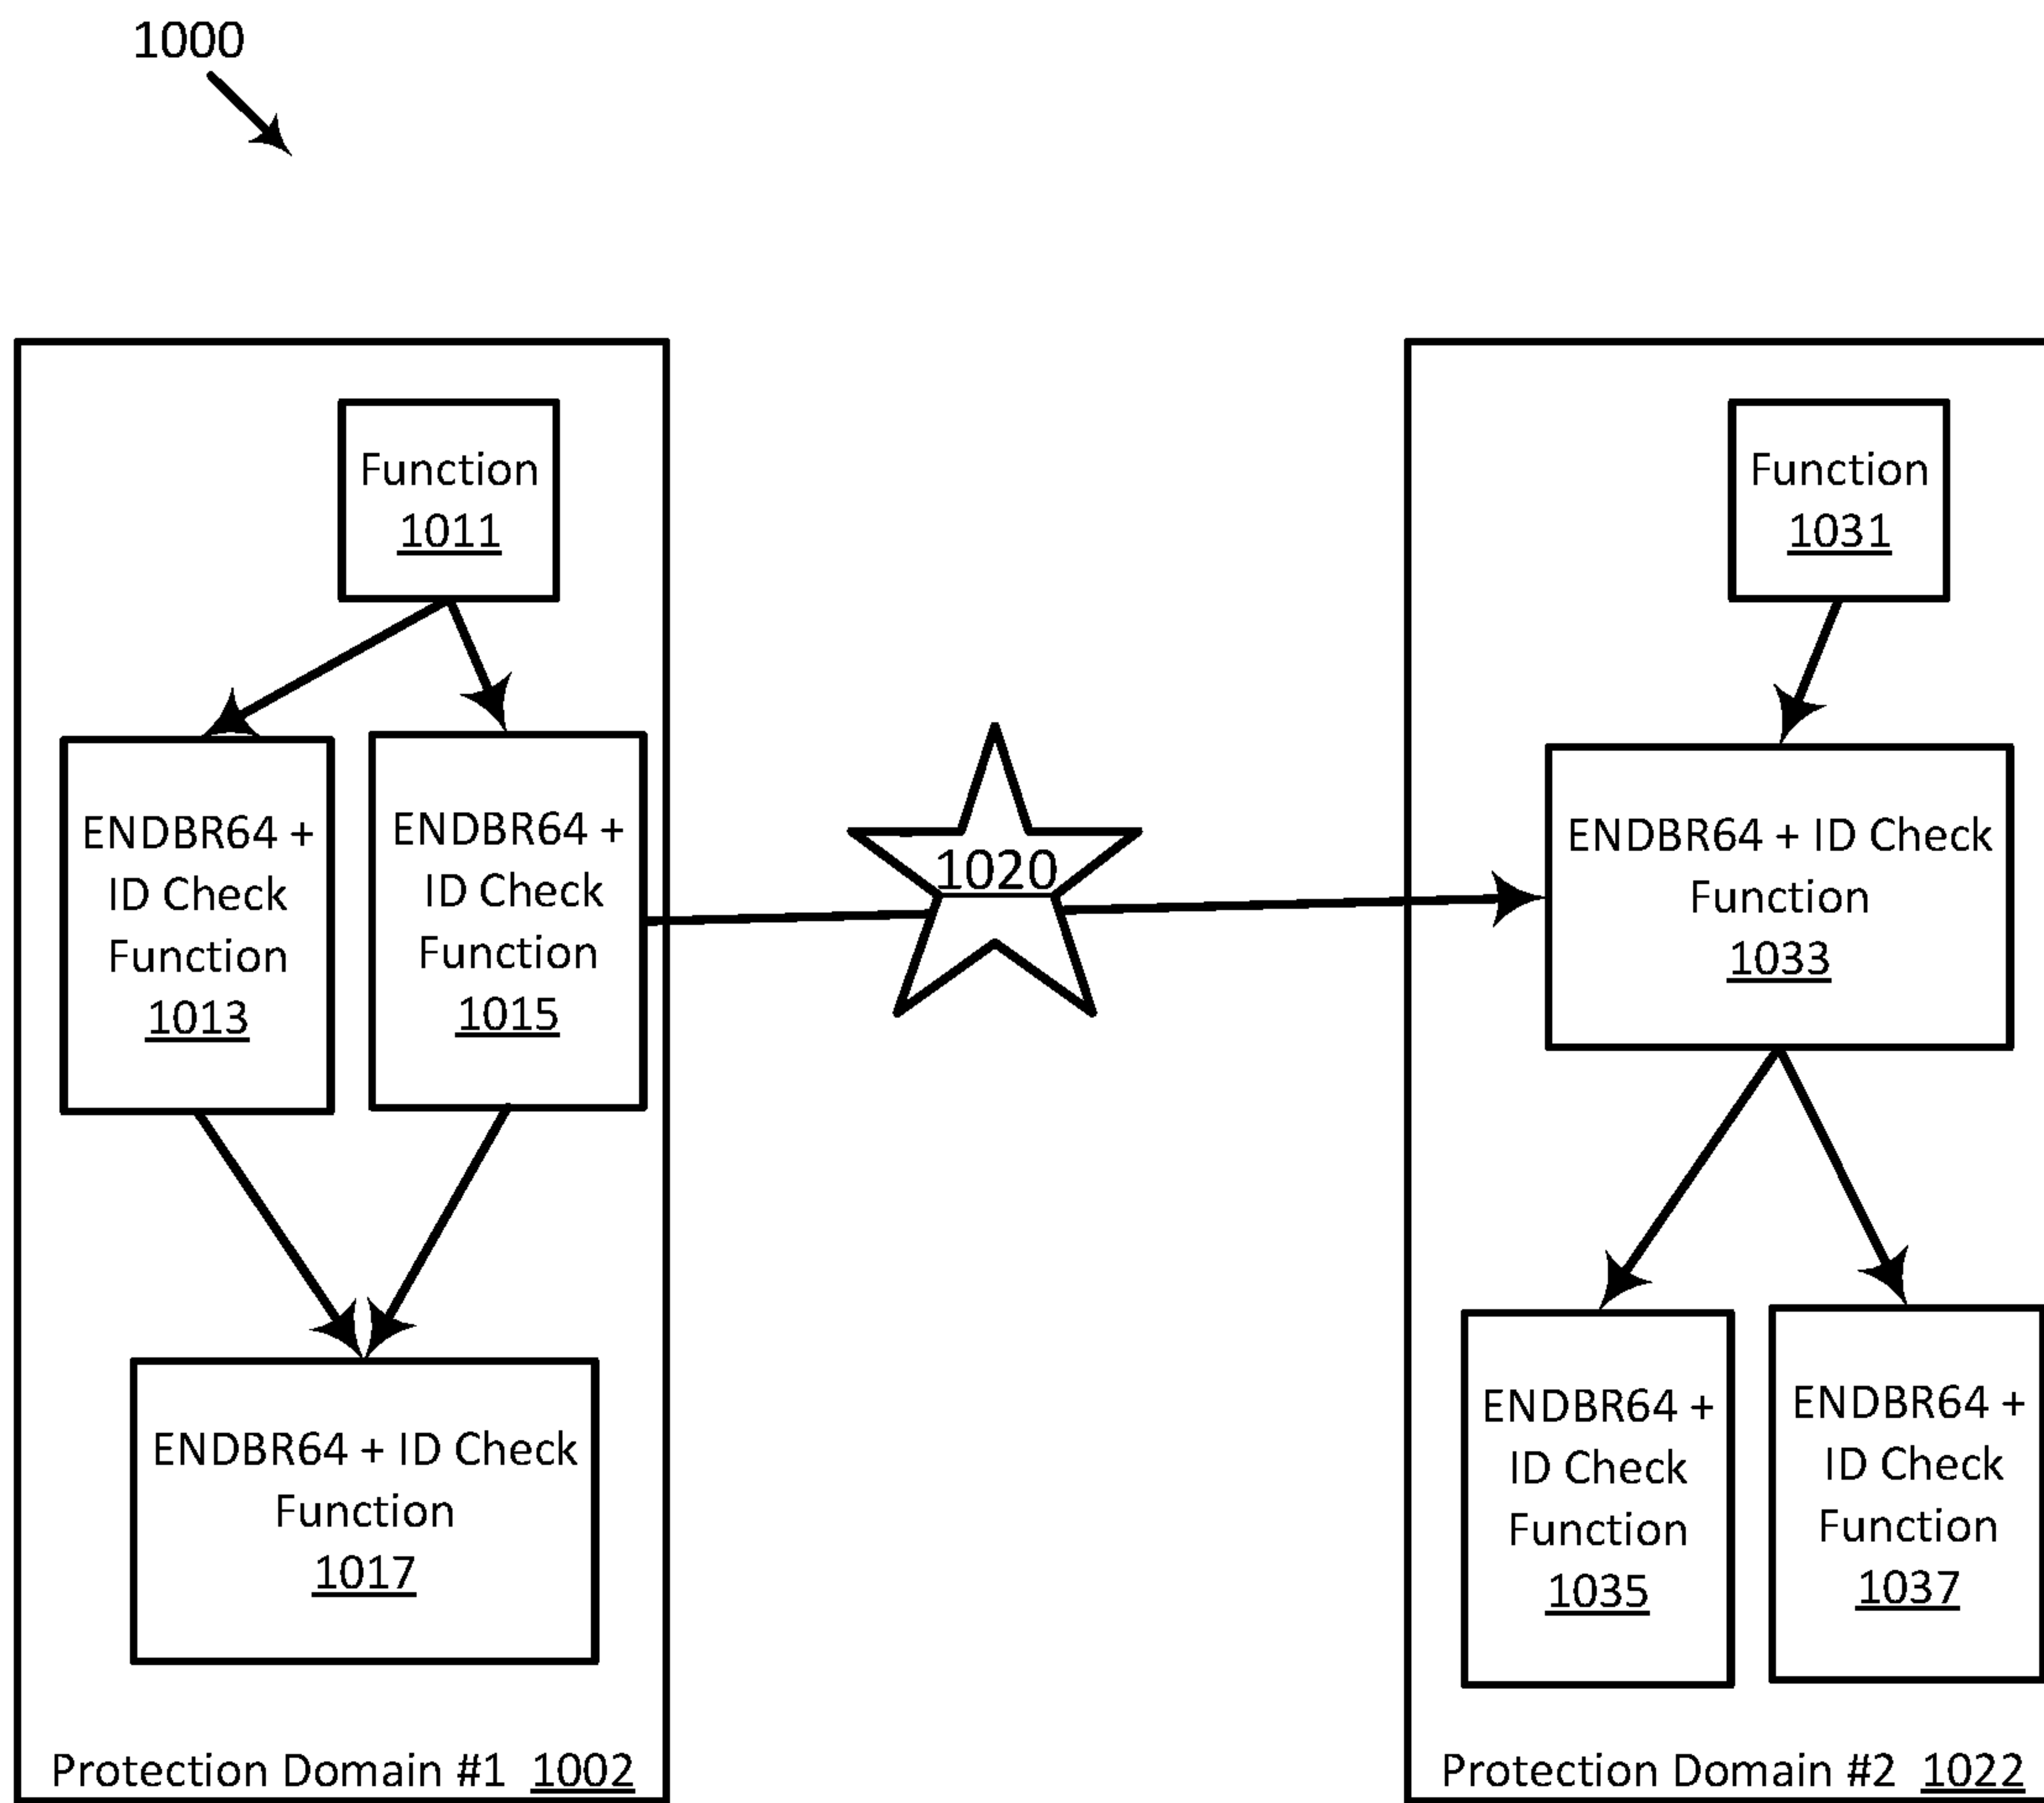 1000
Function
1011
ENDBR64 +
ID Check
Function
1013
ENDBR64 +
ID Check
Function
1015
ENDBR64 + ID Check
Function
1017
Protection Domain #1 1002
1020
Function
1031
ENDBR64 + ID Check
Function
1033
ENDBR64 +
ID Check
Function
1035
ENDBR64 +
ID Check
Function
1037
Protection Domain #2 1022